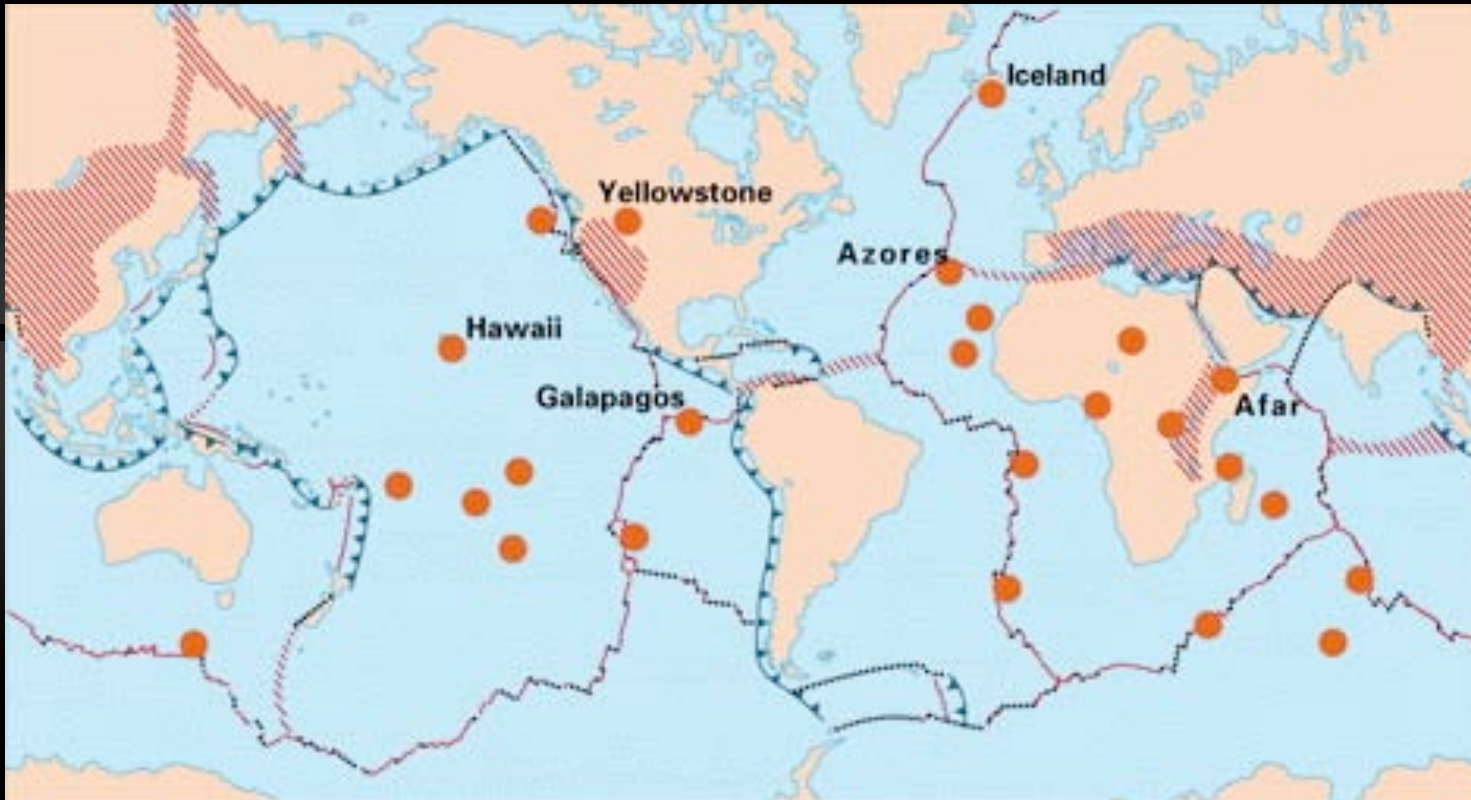 Iceland
Yellowstone
Azores
Hawaii
Galapagos
Afar